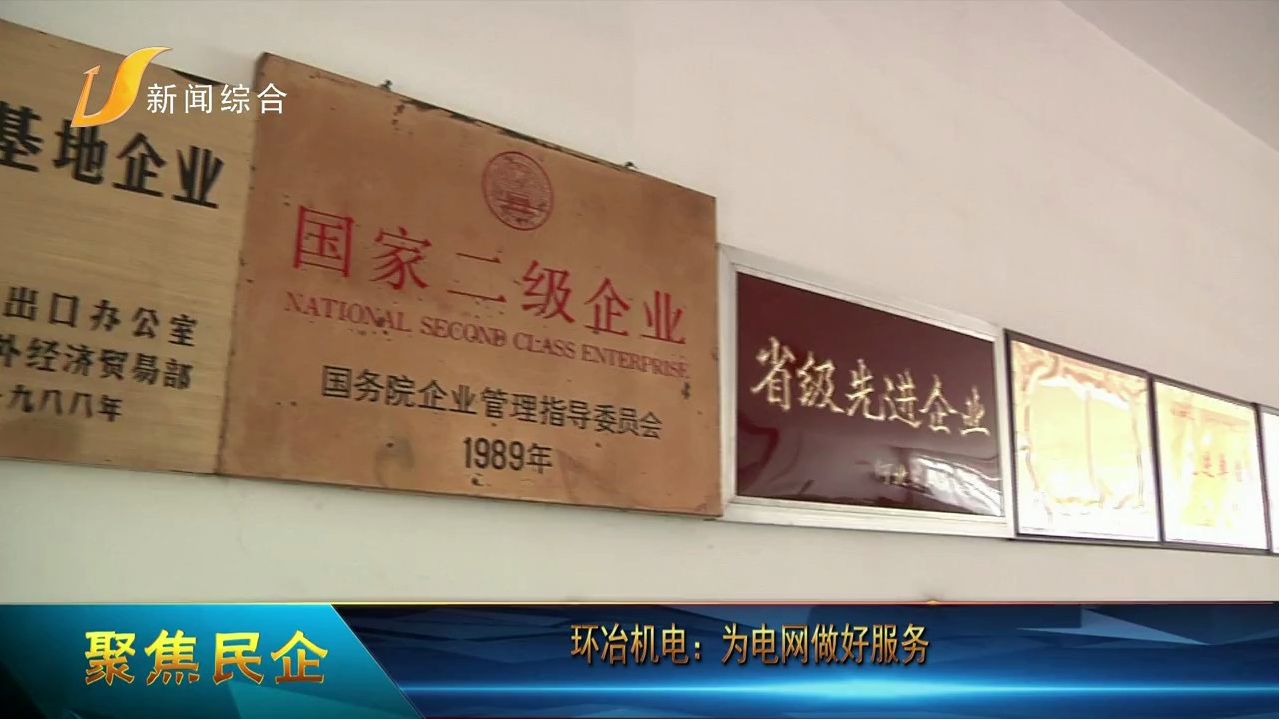 新闻综合
基地企业
出口办公室
外经济贸易部
一九八八年
国家二级企业
NATIONAL SECOND CLASS ENTERPRISE
国务院企业管理指导委员会
1989年
省级先进企业
聚焦民企
环冶机电：为电网做好服务